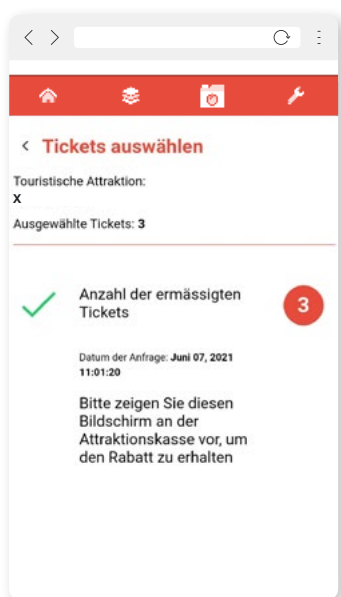 Tickets auswählen
Touristische Attraktion:
X
Ausgewählte Tickets: 3
Anzahl der ermässigten
Tickets
3
Datum der Anfrage: Juni 07, 2021
11:01:20
Bitte zeigen Sie diesen
Bildschirm an der
Attraktionskasse vor, um
den Rabatt zu erhalten